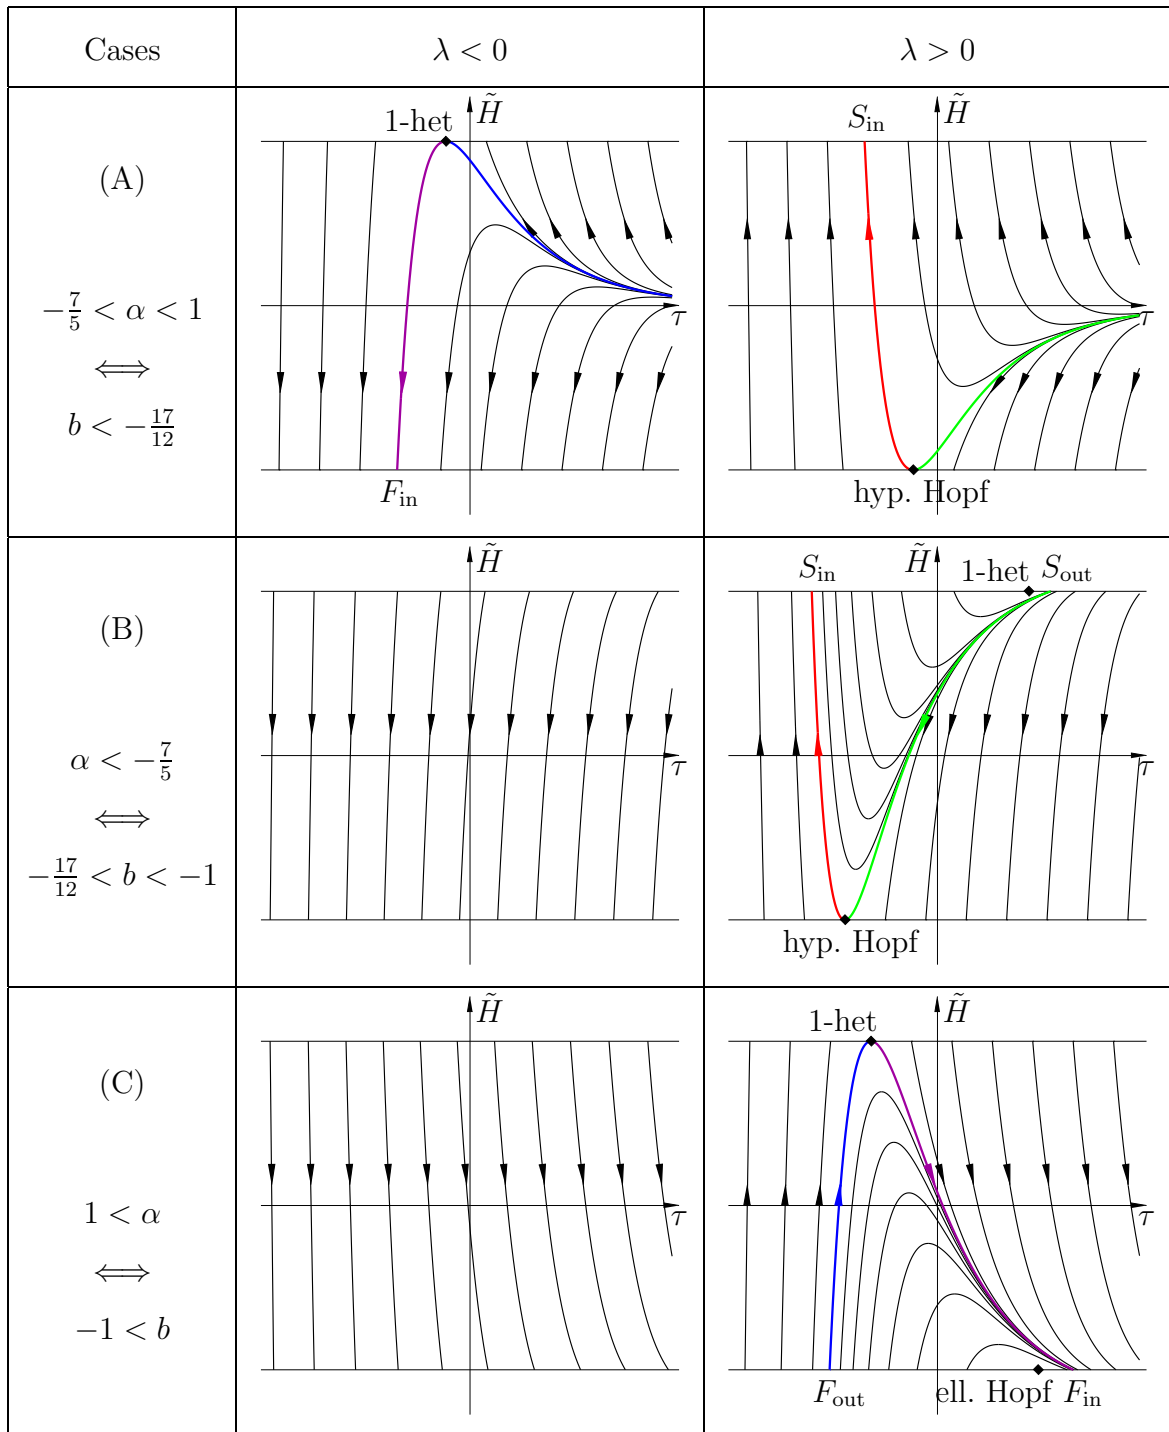 Cases
λ < 0
λ > 0
(A)
−7/5 < α < 1
⟺
b < −17/12
1-het
H̃
τ
F_in
S_in
H̃
τ
hyp. Hopf
(B)
α < −7/5
⟺
−17/12 < b < −1
H̃
τ
S_in
H̃
1-het
S_out
τ
hyp. Hopf
(C)
1 < α
⟺
−1 < b
H̃
τ
1-het
H̃
τ
F_out
ell. Hopf
F_in